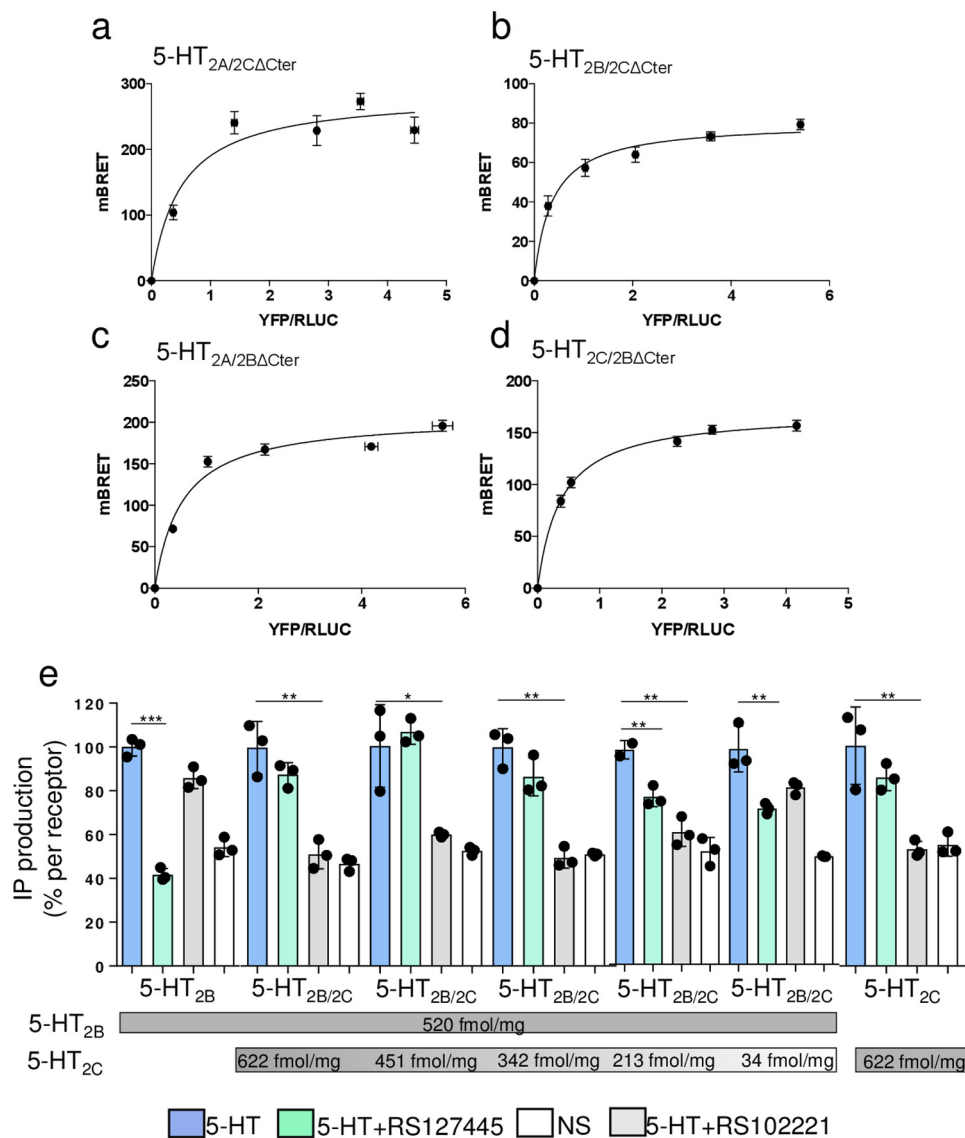 a
5-HT2A/2CΔCter
300
200
100
0
mBRET
0 1 2 3 4 5
YFP/RLUC
b
5-HT2B/2CΔCter
100
80
60
40
20
0
mBRET
0 2 4 6
YFP/RLUC
c
5-HT2A/2BΔCter
250
200
150
100
50
0
mBRET
0 2 4 6
YFP/RLUC
d
5-HT2C/2BΔCter
200
150
100
50
0
mBRET
0 1 2 3 4 5
YFP/RLUC
e
IP production
(% per receptor)
120
100
80
60
40
20
0
*** ** * ** ** ** ** **
5-HT2B 5-HT2B/2C 5-HT2B/2C 5-HT2B/2C 5-HT2B/2C 5-HT2B/2C 5-HT2C
5-HT2B 520 fmol/mg
5-HT2C 622 fmol/mg 451 fmol/mg 342 fmol/mg 213 fmol/mg 34 fmol/mg 622 fmol/mg
5-HT 5-HT+RS127445 NS 5-HT+RS102221